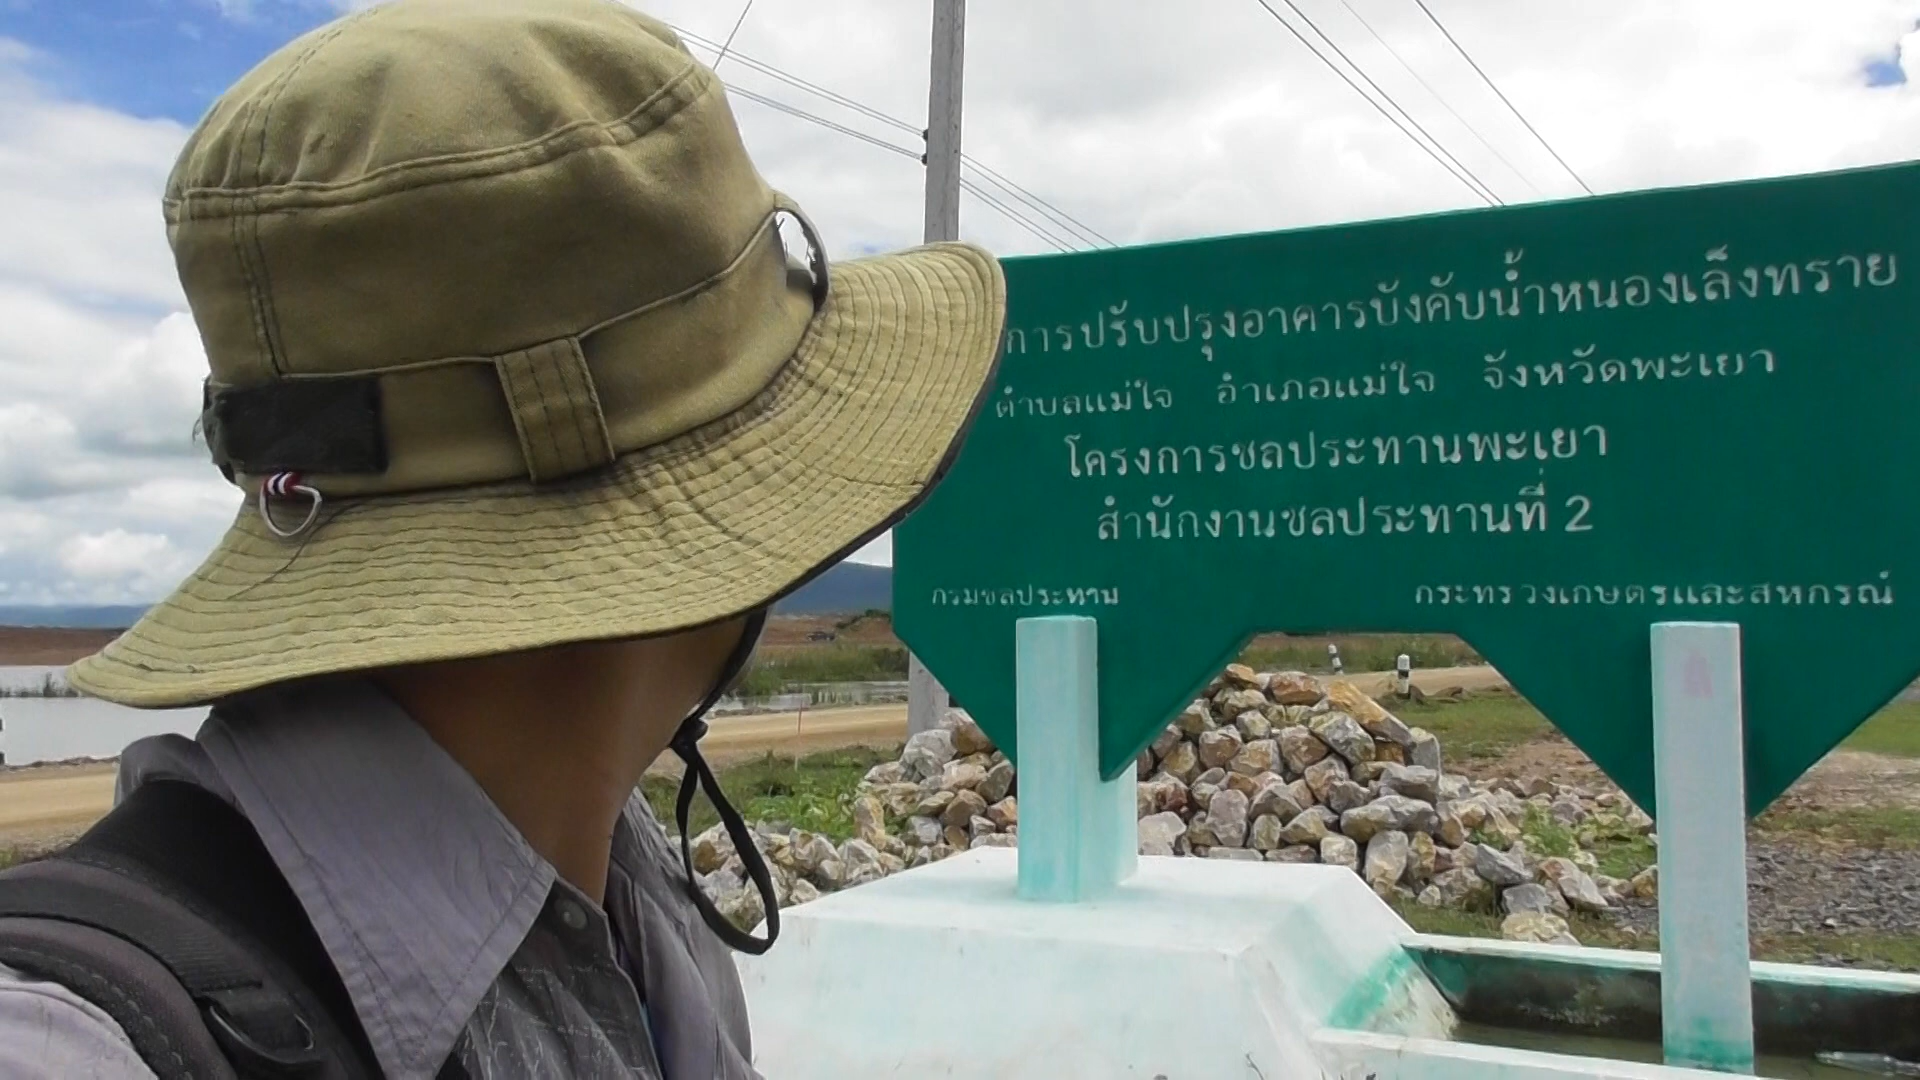 การปรับปรุงอาคารบังคับน้ำหนองเล็งทราย
ตำบลแม่ใจ อำเภอแม่ใจ จังหวัดพะเยา
โครงการชลประทานพะเยา
สำนักงานชลประทานที่ 2
กรมชลประทาน กระทรวงเกษตรและสหกรณ์